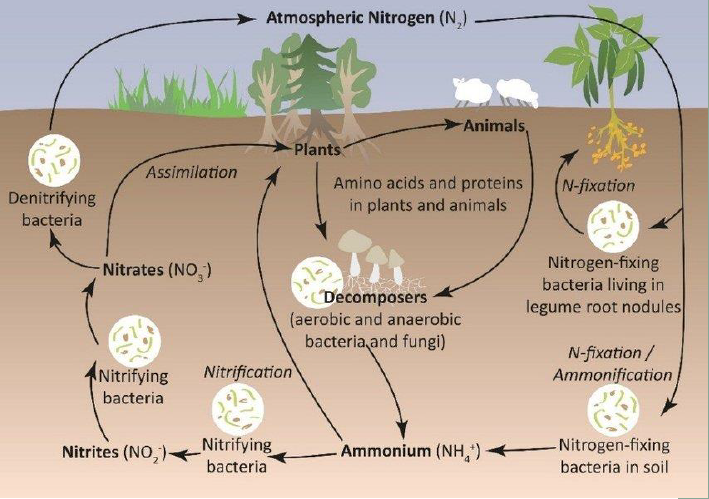 Atmospheric Nitrogen (N₂)
Animals
Plants
Assimilation
Amino acids and proteins
in plants and animals
N-fixation
Denitrifying
bacteria
Nitrogen-fixing
bacteria living in
legume root nodules
Nitrates (NO₃⁻)
Decomposers
(aerobic and anaerobic
bacteria and fungi)
N-fixation /
Ammonification
Nitrification
Nitrifying
bacteria
Nitrites (NO₂⁻)
Nitrifying
bacteria
Ammonium (NH₄⁺)
Nitrogen-fixing
bacteria in soil